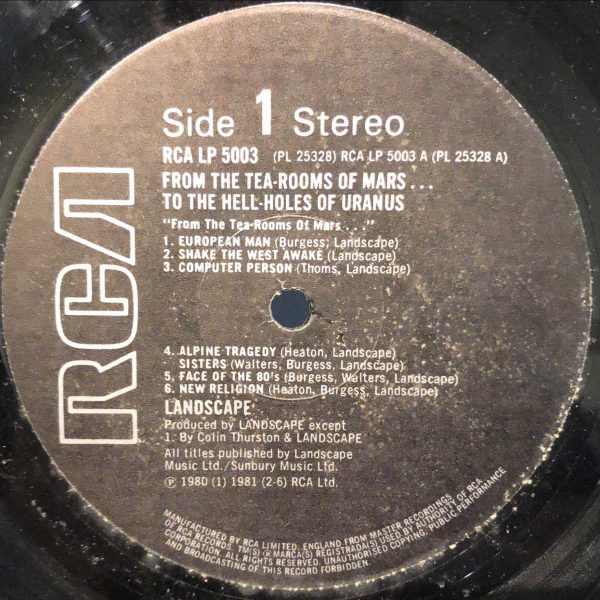 RCA
Side 1 Stereo
RCA LP 5003 (PL 25328) RCA LP 5003 A (PL 25328 A)
FROM THE TEA-ROOMS OF MARS...
TO THE HELL-HOLES OF URANUS
"From The Tea-Rooms Of Mars..."
1. EUROPEAN MAN (Burgess, Landscape)
2. SHAKE THE WEST AWAKE (Landscape)
3. COMPUTER PERSON (Thoms, Landscape)
4. ALPINE TRAGEDY (Heaton, Landscape)
SISTERS (Walters, Burgess, Landscape)
5. FACE OF THE 80's (Burgess, Walters, Landscape)
6. NEW RELIGION (Heaton, Burgess, Landscape)
LANDSCAPE
Produced by LANDSCAPE except
1. By Colin Thurston & LANDSCAPE
All titles published by Landscape
Music Ltd./Sunbury Music Ltd.
℗ 1980 (1) 1981 (2-6) RCA Ltd.
MANUFACTURED BY RCA LIMITED, ENGLAND FROM MASTER RECORDINGS
OF RCA RECORDS. TM(S) ® MARCA(S) REGISTRADA(S) USED BY AUTHORITY OF RCA
CORPORATION. ALL RIGHTS RESERVED. UNAUTHORISED COPYING, PUBLIC PERFORMANCE
AND BROADCASTING OF THIS RECORD FORBIDDEN.